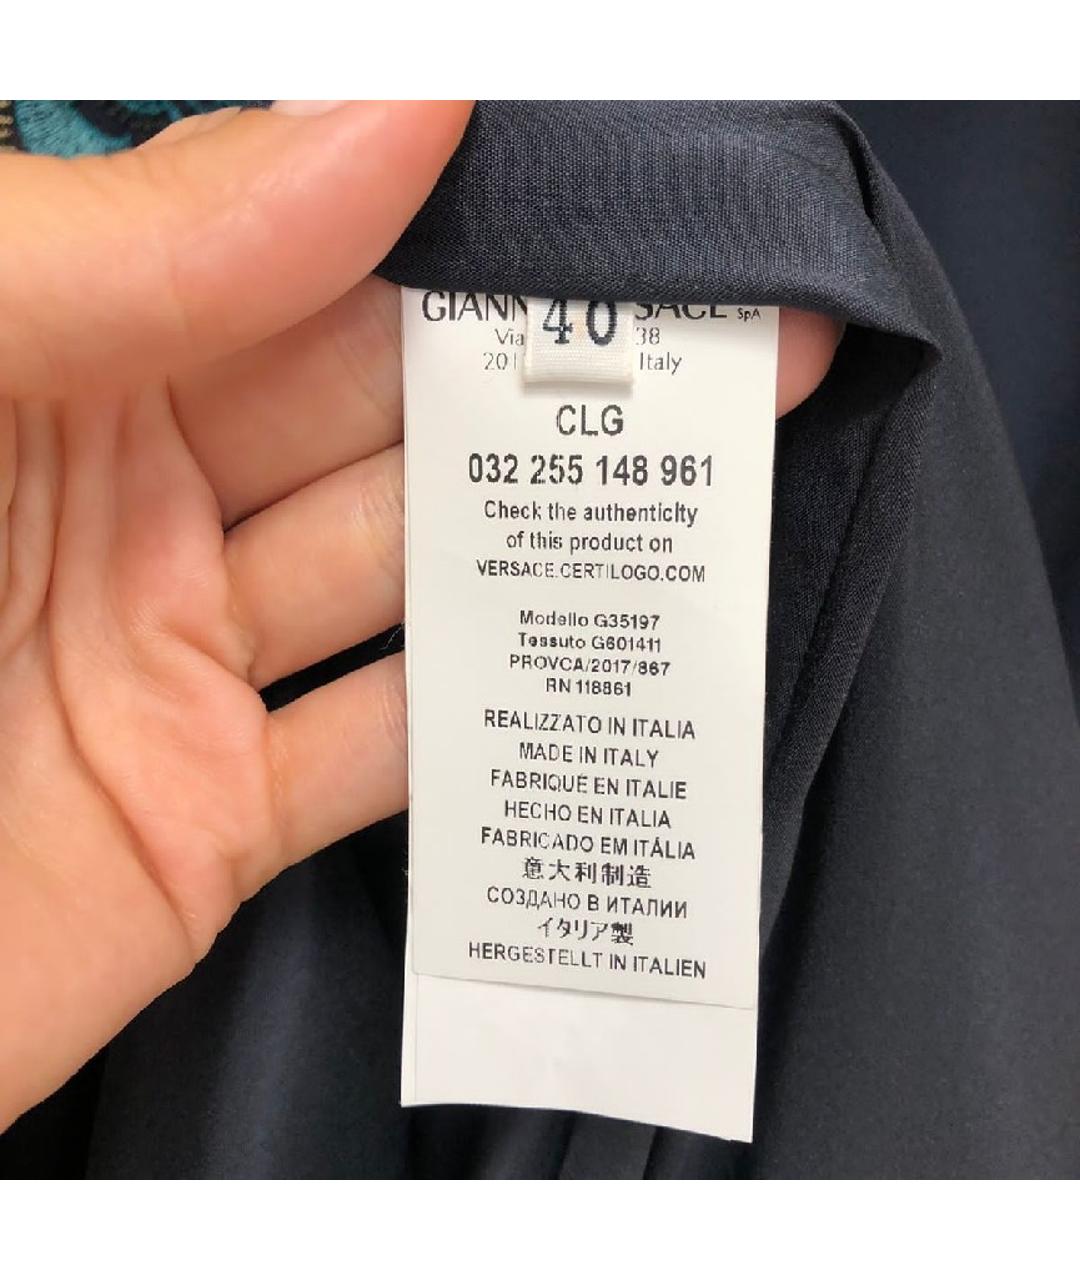 SpA
40
Via 38
Italy
CLG
032 255 148 961
Check the authenticity
of this product on
VERSACE.CERTILOGO.COM
Modello G35197
Tessuto G601411
PROVCA/2017/867
RN 118861
REALIZZATO IN ITALIA
MADE IN ITALY
FABRIQUÉ EN ITALIE
HECHO EN ITALIA
FABRICADO EM ITÁLIA
意大利制造
СОЗДАНО В ИТАЛИИ
イタリア製
HERGESTELLT IN ITALIEN